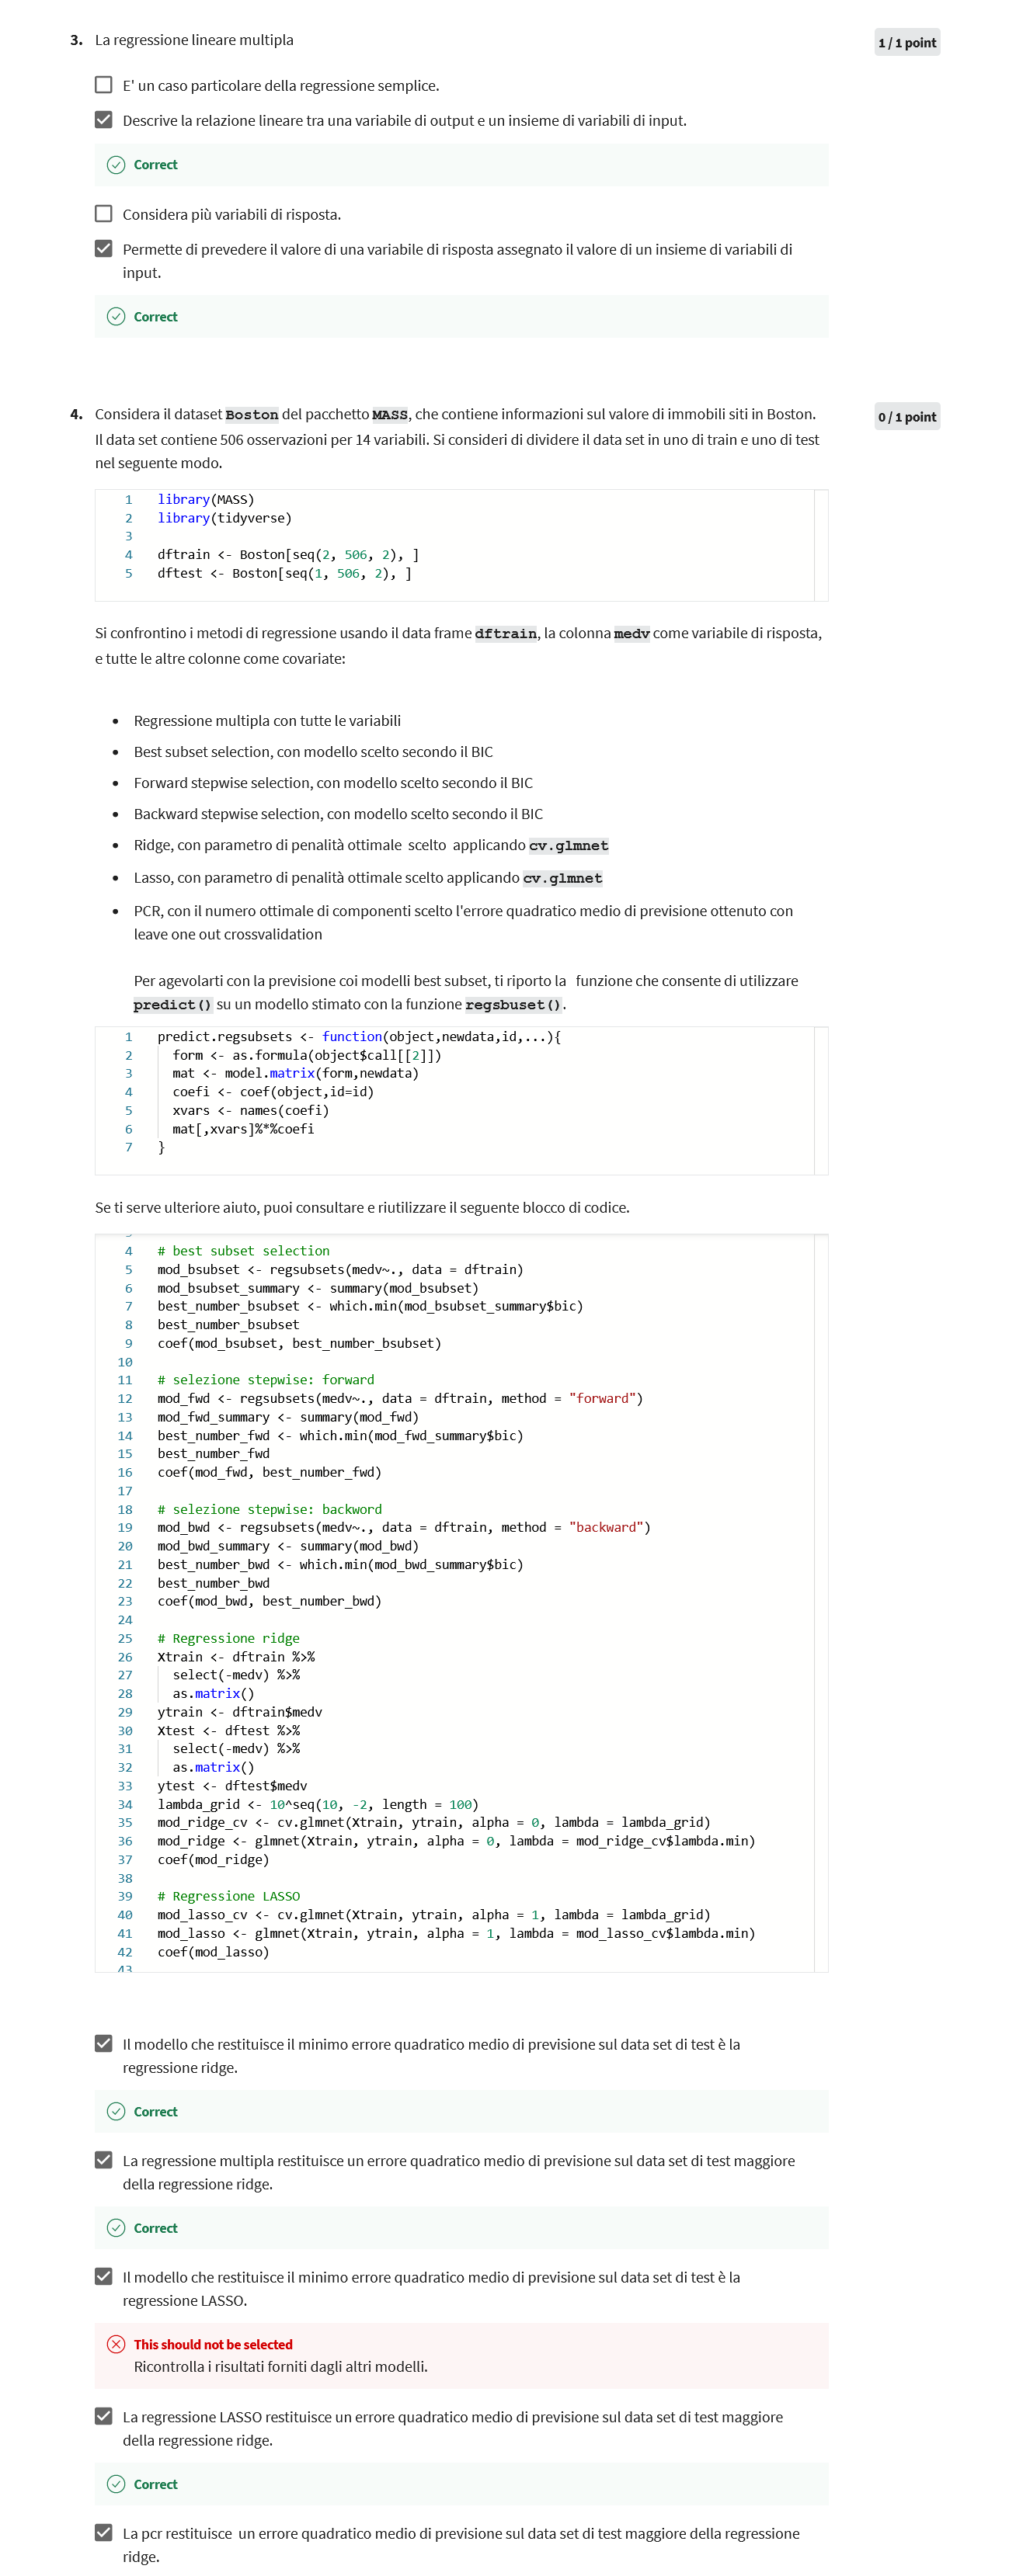 3. La regressione lineare multipla
1 / 1 point
E' un caso particolare della regressione semplice.
Descrive la relazione lineare tra una variabile di output e un insieme di variabili di input.
Correct
Considera più variabili di risposta.
Permette di prevedere il valore di una variabile di risposta assegnato il valore di un insieme di variabili di
input.
Correct
4. Considera il dataset Boston del pacchetto MASS, che contiene informazioni sul valore di immobili siti in Boston.
0 / 1 point
Il data set contiene 506 osservazioni per 14 variabili. Si consideri di dividere il data set in uno di train e uno di test
nel seguente modo.
1 library(MASS)
2 library(tidyverse)
3
4 dftrain <- Boston[seq(2, 506, 2), ]
5 dftest <- Boston[seq(1, 506, 2), ]
Si confrontino i metodi di regressione usando il data frame dftrain, la colonna medv come variabile di risposta,
e tutte le altre colonne come covariate:
• Regressione multipla con tutte le variabili
• Best subset selection, con modello scelto secondo il BIC
• Forward stepwise selection, con modello scelto secondo il BIC
• Backward stepwise selection, con modello scelto secondo il BIC
• Ridge, con parametro di penalità ottimale scelto applicando cv.glmnet
• Lasso, con parametro di penalità ottimale scelto applicando cv.glmnet
• PCR, con il numero ottimale di componenti scelto l'errore quadratico medio di previsione ottenuto con
leave one out crossvalidation
Per agevolarti con la previsione coi modelli best subset, ti riporto la funzione che consente di utilizzare
predict() su un modello stimato con la funzione regsbuset().
1 predict.regsubsets <- function(object,newdata,id,...){
2 form <- as.formula(object$call[[2]])
3 mat <- model.matrix(form,newdata)
4 coefi <- coef(object,id=id)
5 xvars <- names(coefi)
6 mat[,xvars]%*%coefi
7 }
Se ti serve ulteriore aiuto, puoi consultare e riutilizzare il seguente blocco di codice.
3
4 # best subset selection
5 mod_bsubset <- regsubsets(medv~., data = dftrain)
6 mod_bsubset_summary <- summary(mod_bsubset)
7 best_number_bsubset <- which.min(mod_bsubset_summary$bic)
8 best_number_bsubset
9 coef(mod_bsubset, best_number_bsubset)
10
11 # selezione stepwise: forward
12 mod_fwd <- regsubsets(medv~., data = dftrain, method = "forward")
13 mod_fwd_summary <- summary(mod_fwd)
14 best_number_fwd <- which.min(mod_fwd_summary$bic)
15 best_number_fwd
16 coef(mod_fwd, best_number_fwd)
17
18 # selezione stepwise: backword
19 mod_bwd <- regsubsets(medv~., data = dftrain, method = "backward")
20 mod_bwd_summary <- summary(mod_bwd)
21 best_number_bwd <- which.min(mod_bwd_summary$bic)
22 best_number_bwd
23 coef(mod_bwd, best_number_bwd)
24
25 # Regressione ridge
26 Xtrain <- dftrain %>%
27 select(-medv) %>%
28 as.matrix()
29 ytrain <- dftrain$medv
30 Xtest <- dftest %>%
31 select(-medv) %>%
32 as.matrix()
33 ytest <- dftest$medv
34 lambda_grid <- 10^seq(10, -2, length = 100)
35 mod_ridge_cv <- cv.glmnet(Xtrain, ytrain, alpha = 0, lambda = lambda_grid)
36 mod_ridge <- glmnet(Xtrain, ytrain, alpha = 0, lambda = mod_ridge_cv$lambda.min)
37 coef(mod_ridge)
38
39 # Regressione LASSO
40 mod_lasso_cv <- cv.glmnet(Xtrain, ytrain, alpha = 1, lambda = lambda_grid)
41 mod_lasso <- glmnet(Xtrain, ytrain, alpha = 1, lambda = mod_lasso_cv$lambda.min)
42 coef(mod_lasso)
43
Il modello che restituisce il minimo errore quadratico medio di previsione sul data set di test è la
regressione ridge.
Correct
La regressione multipla restituisce un errore quadratico medio di previsione sul data set di test maggiore
della regressione ridge.
Correct
Il modello che restituisce il minimo errore quadratico medio di previsione sul data set di test è la
regressione LASSO.
This should not be selected
Ricontrolla i risultati forniti dagli altri modelli.
La regressione LASSO restituisce un errore quadratico medio di previsione sul data set di test maggiore
della regressione ridge.
Correct
La pcr restituisce un errore quadratico medio di previsione sul data set di test maggiore della regressione
ridge.